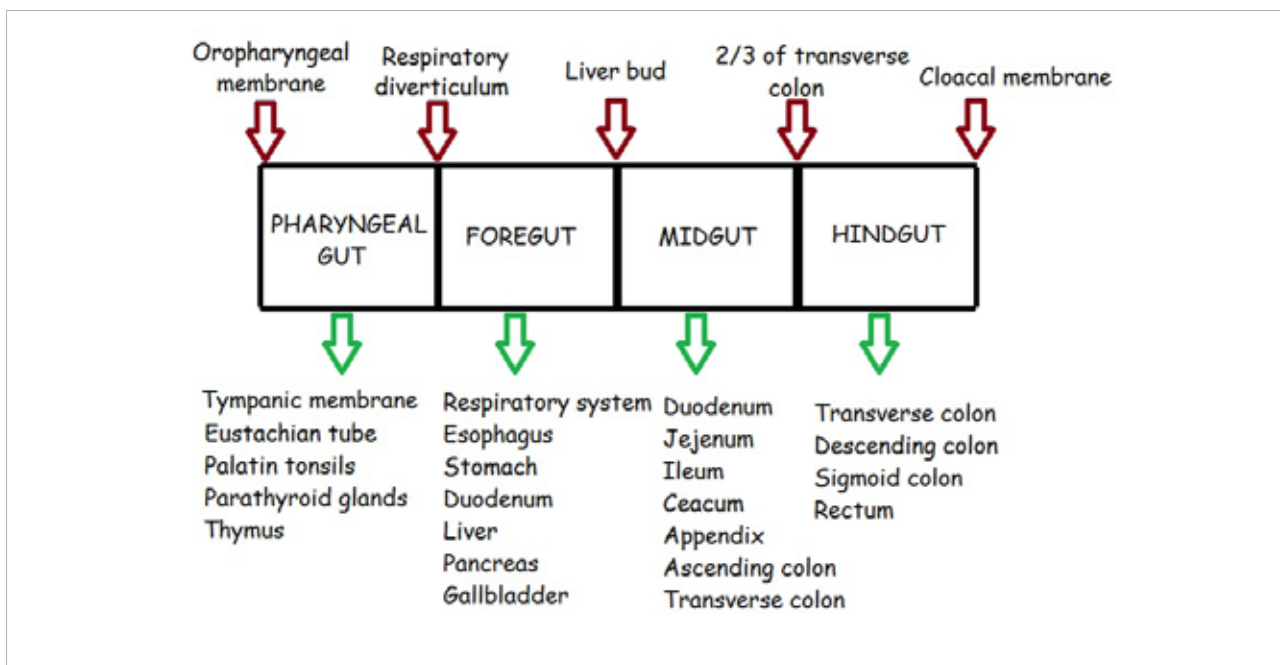 Oropharyngeal
membrane
Respiratory
diverticulum
Liver bud
2/3 of transverse
colon
Cloacal membrane
PHARYNGEAL
GUT
FOREGUT
MIDGUT
HINDGUT
Tympanic membrane
Eustachian tube
Palatin tonsils
Parathyroid glands
Thymus
Respiratory system
Esophagus
Stomach
Duodenum
Liver
Pancreas
Gallbladder
Duodenum
Jejenum
Ileum
Ceacum
Appendix
Ascending colon
Transverse colon
Transverse colon
Descending colon
Sigmoid colon
Rectum